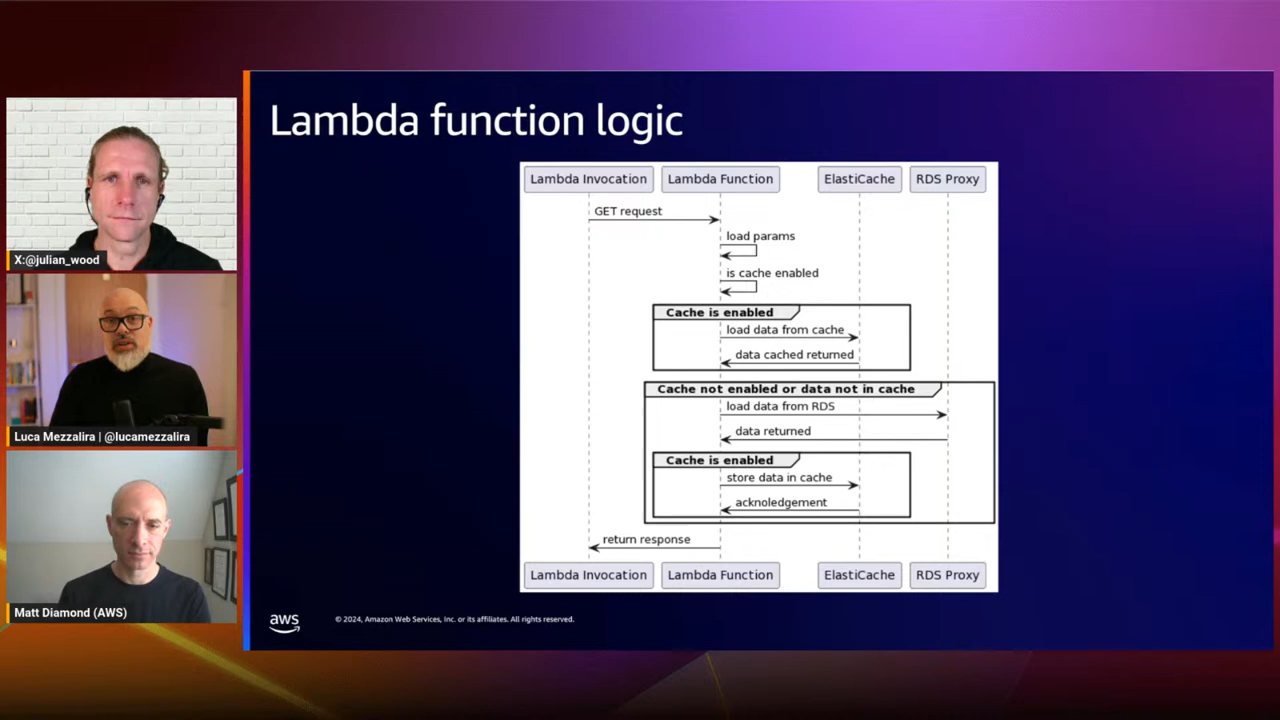 Lambda function logic
Lambda Invocation
Lambda Function
ElastiCache
RDS Proxy
GET request
load params
is cache enabled
Cache is enabled
load data from cache
data cached returned
Cache not enabled or data not in cache
load data from RDS
data returned
Cache is enabled
store data in cache
acknoledgement
return response
Lambda Invocation
Lambda Function
ElastiCache
RDS Proxy
aws
© 2024, Amazon Web Services, Inc. or its affiliates. All rights reserved.
X:@julian_wood
Luca Mezzalira | @lucamezzalira
Matt Diamond (AWS)